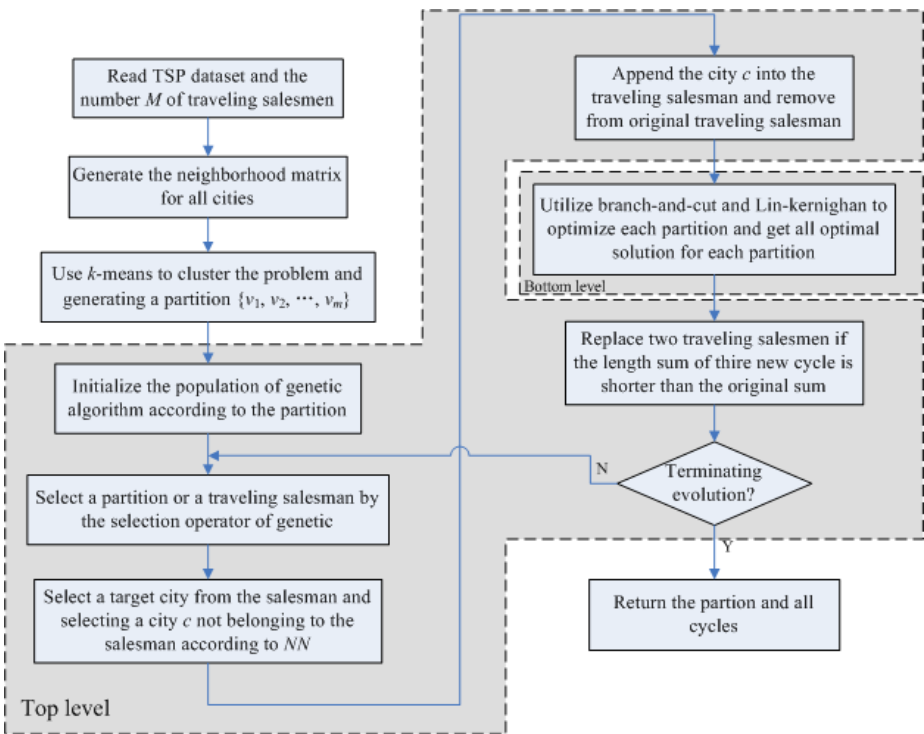 Read TSP dataset and the
number M of traveling salesmen
Generate the neighborhood matrix
for all cities
Use k-means to cluster the problem and
generating a partition {v₁, v₂, ⋯, vₘ}
Initialize the population of genetic
algorithm according to the partition
Select a partition or a traveling salesman by
the selection operator of genetic
Select a target city from the salesman and
selecting a city c not belonging to the
salesman according to NN
Top level
Append the city c into the
traveling salesman and remove
from original traveling salesman
Utilize branch-and-cut and Lin-kernighan to
optimize each partition and get all optimal
solution for each partition
Bottom level
Replace two traveling salesmen if
the length sum of thire new cycle is
shorter than the original sum
Terminating
evolution?
N
Y
Return the partion and all
cycles